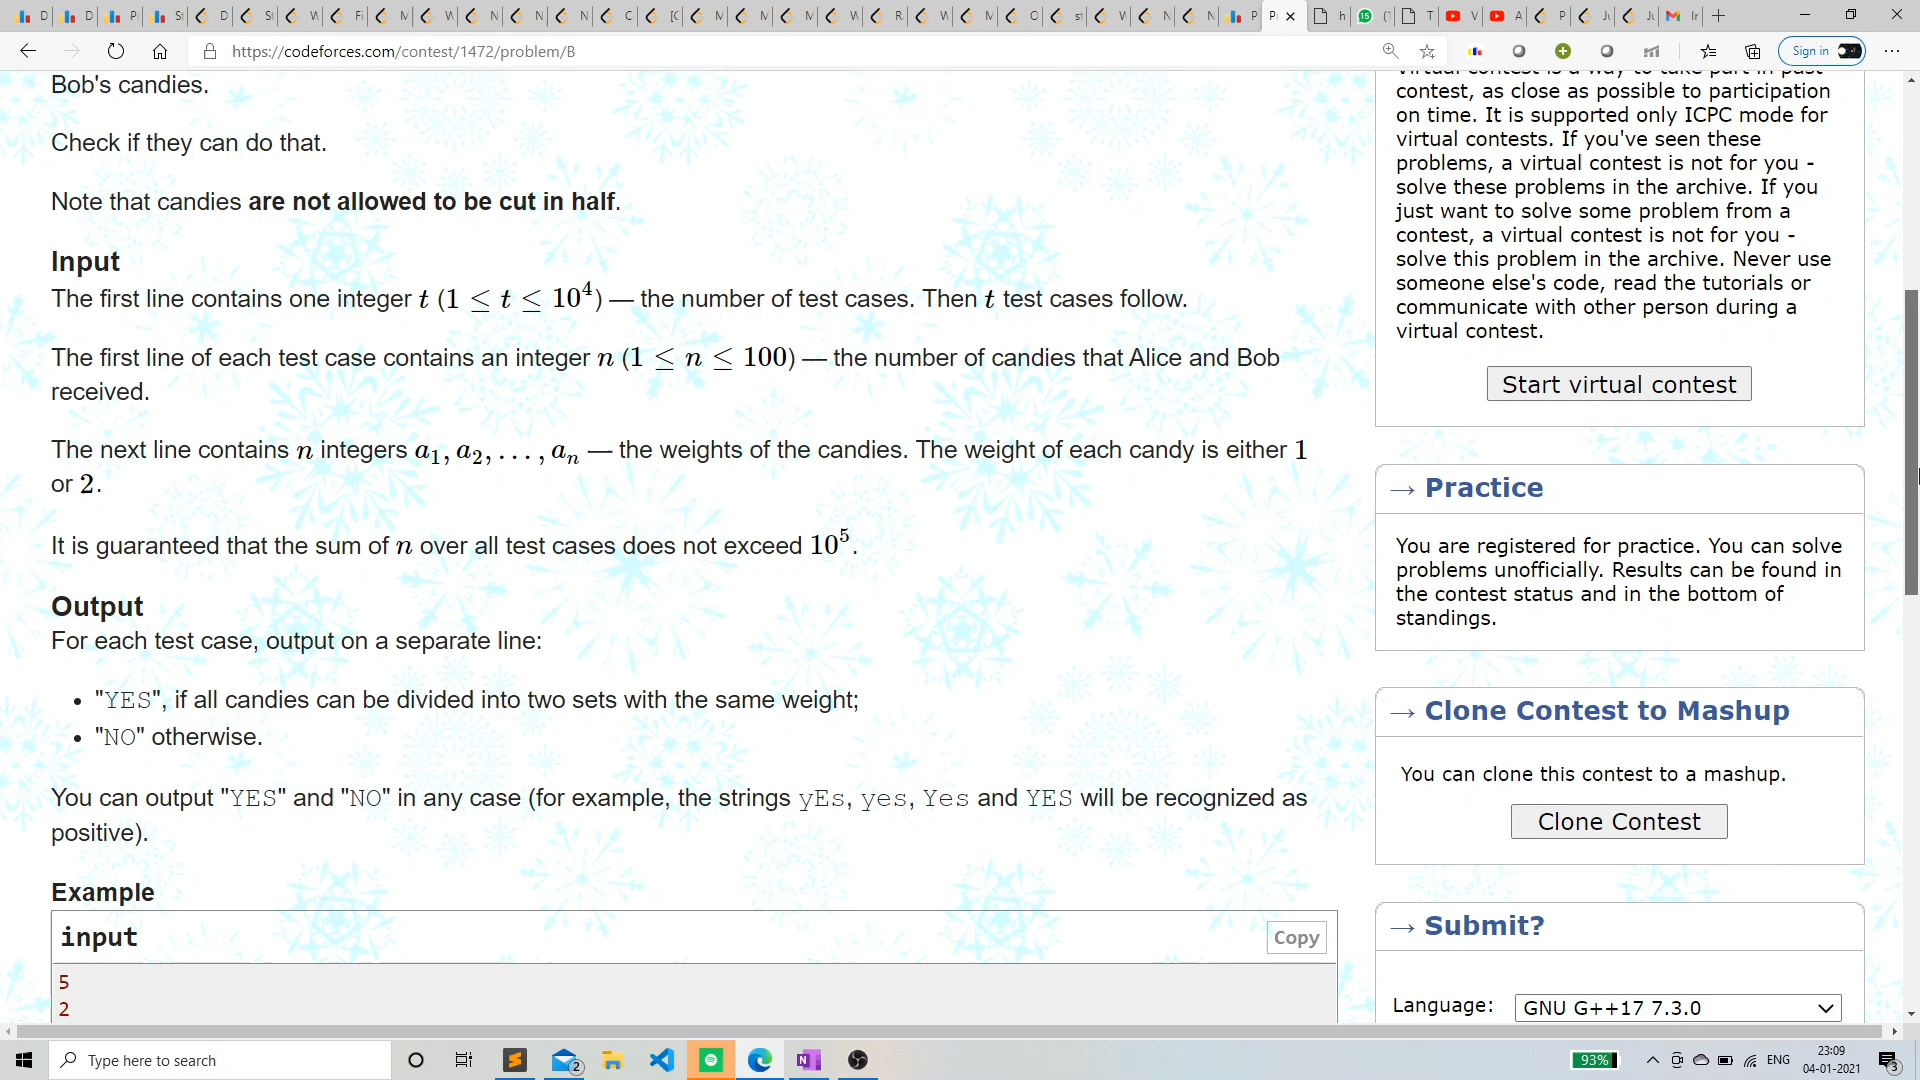 https://codeforces.com/contest/1472/problem/B
Sign in
Bob's candies.
Check if they can do that.
Note that candies are not allowed to be cut in half.
Input
The first line contains one integer t (1 ≤ t ≤ 10^4) — the number of test cases. Then t test cases follow.
The first line of each test case contains an integer n (1 ≤ n ≤ 100) — the number of candies that Alice and Bob
received.
The next line contains n integers a_1, a_2, ..., a_n — the weights of the candies. The weight of each candy is either 1
or 2.
It is guaranteed that the sum of n over all test cases does not exceed 10^5.
Output
For each test case, output on a separate line:
• "YES", if all candies can be divided into two sets with the same weight;
• "NO" otherwise.
You can output "YES" and "NO" in any case (for example, the strings yEs, yes, Yes and YES will be recognized as
positive).
Example
input
Copy
5
2
Virtual contest is a way to take part in past
contest, as close as possible to participation
on time. It is supported only ICPC mode for
virtual contests. If you've seen these
problems, a virtual contest is not for you -
solve these problems in the archive. If you
just want to solve some problem from a
contest, a virtual contest is not for you -
solve this problem in the archive. Never use
someone else's code, read the tutorials or
communicate with other person during a
virtual contest.
Start virtual contest
→ Practice
You are registered for practice. You can solve
problems unofficially. Results can be found in
the contest status and in the bottom of
standings.
→ Clone Contest to Mashup
You can clone this contest to a mashup.
Clone Contest
→ Submit?
Language: GNU G++17 7.3.0
Type here to search
2
93%
ENG
23:09
04-01-2021
3